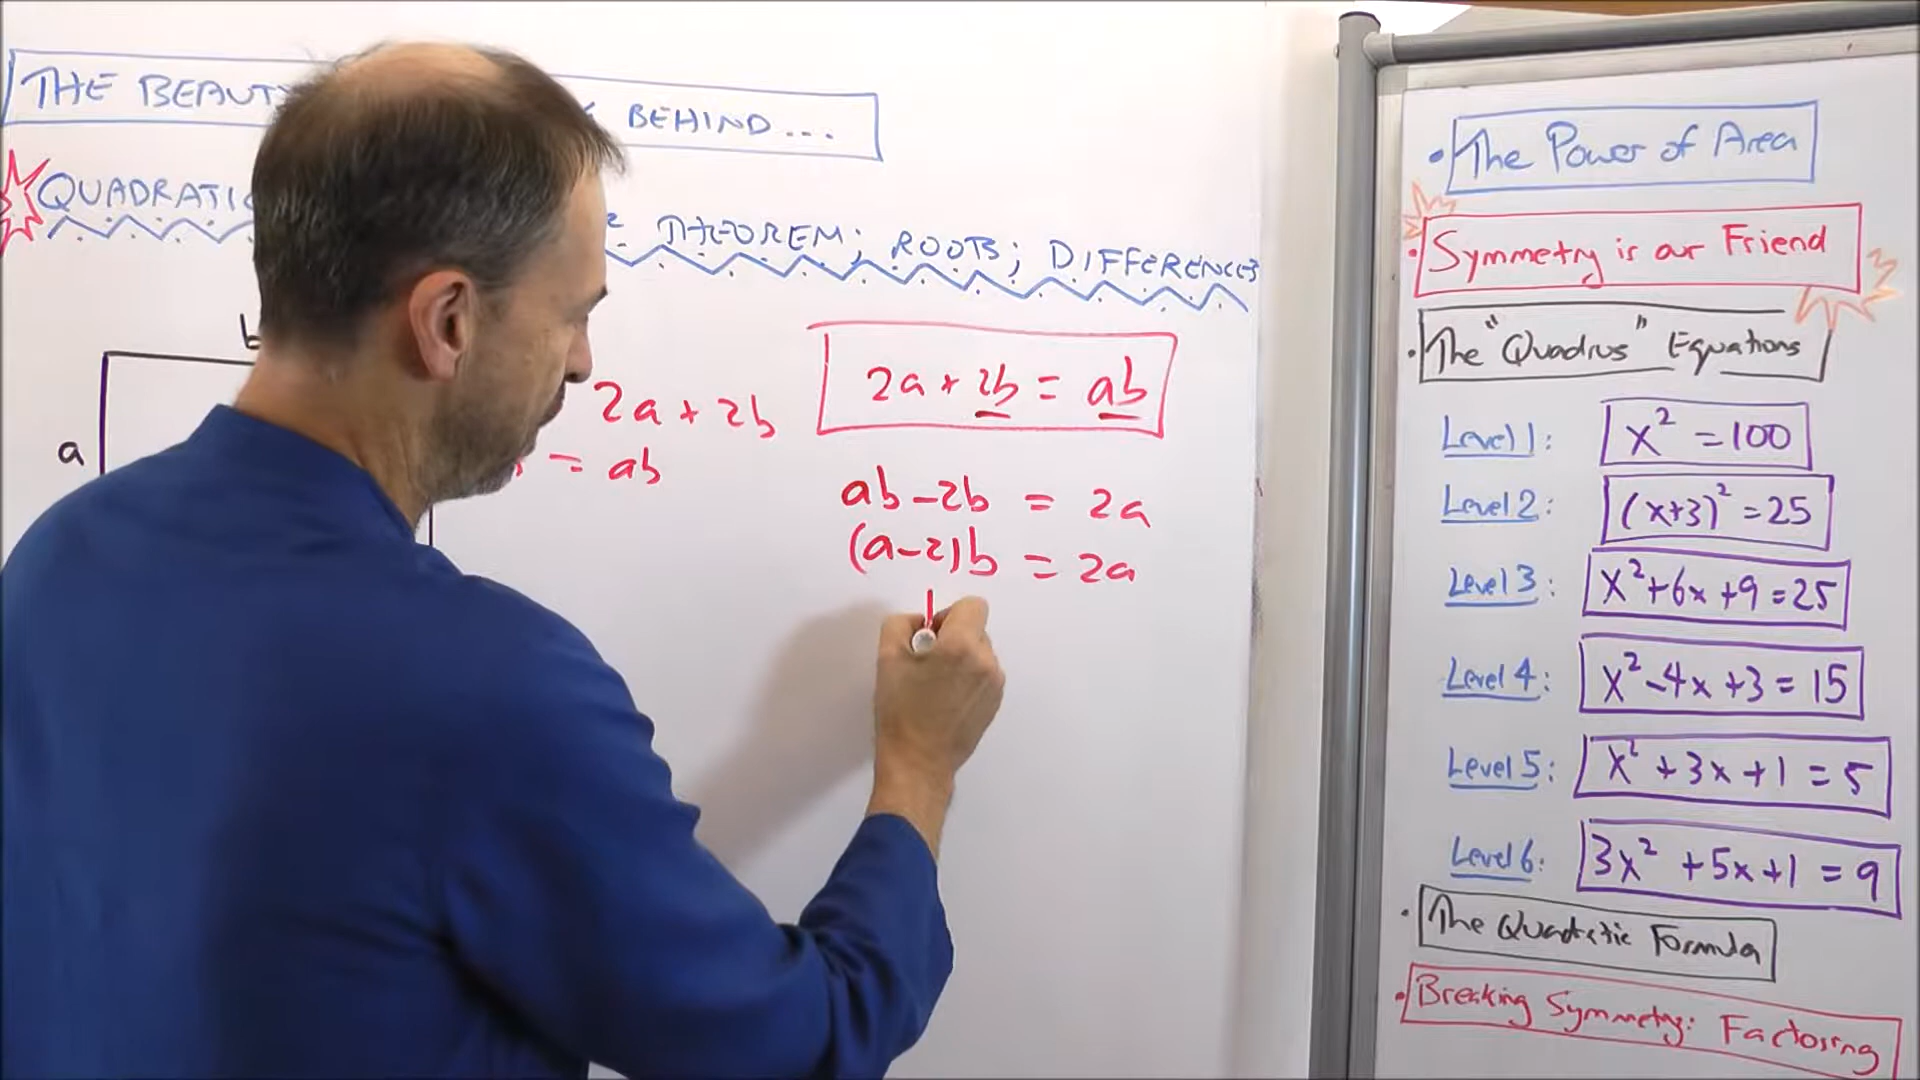 THE BEAUTY BEHIND...
QUADRATIC THEOREM; ROOTS; DIFFERENCES
b
a
2a + 2b
= ab
2a + 2b = ab
ab - 2b = 2a
(a-2)b = 2a
• The Power of Area
• Symmetry is our Friend
• The "Quadrus" Equations
Level 1: x² = 100
Level 2: (x+3)² = 25
Level 3: x² + 6x + 9 = 25
Level 4: x² - 4x + 3 = 15
Level 5: x² + 3x + 1 = 5
Level 6: 3x² + 5x + 1 = 9
• The Quadratic Formula
• Breaking Symmetry: Factoring